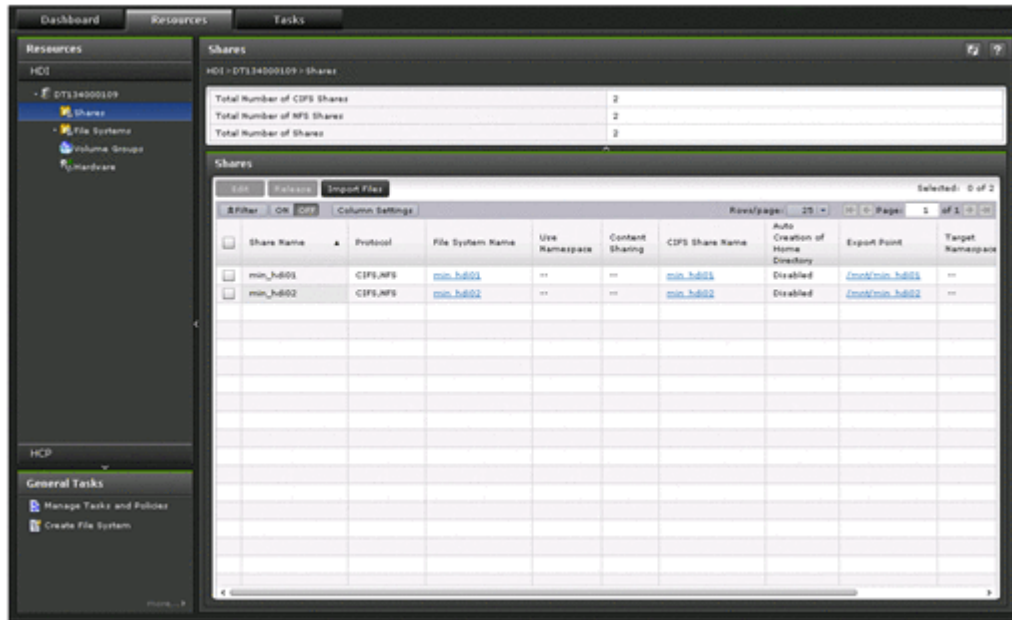 Dashboard Resources Tasks
Resources
HDI
DT134000109
Shares
File Systems
Volume Groups
Hardware
HCP
General Tasks
Manage Tasks and Policies
Create File System
more...
Shares
HDI > DT134000109 > Shares
Total Number of CIFS Shares 2
Total Number of NFS Shares 2
Total Number of Shares 2
Shares
Edit Release Import Files Selected: 0 of 2
Filter ON OFF Column Settings Rows/page: 25 Page: 1 of 1
Share Name Protocol File System Name Use Namespace Content Sharing CIFS Share Name Auto Creation of Home Directory Export Point Target Namespace
min_hdi01 CIFS,NFS min_hdi01 -- -- min_hdi01 Disabled /mnt/min_hdi01 --
min_hdi02 CIFS,NFS min_hdi02 -- -- min_hdi02 Disabled /mnt/min_hdi02 --